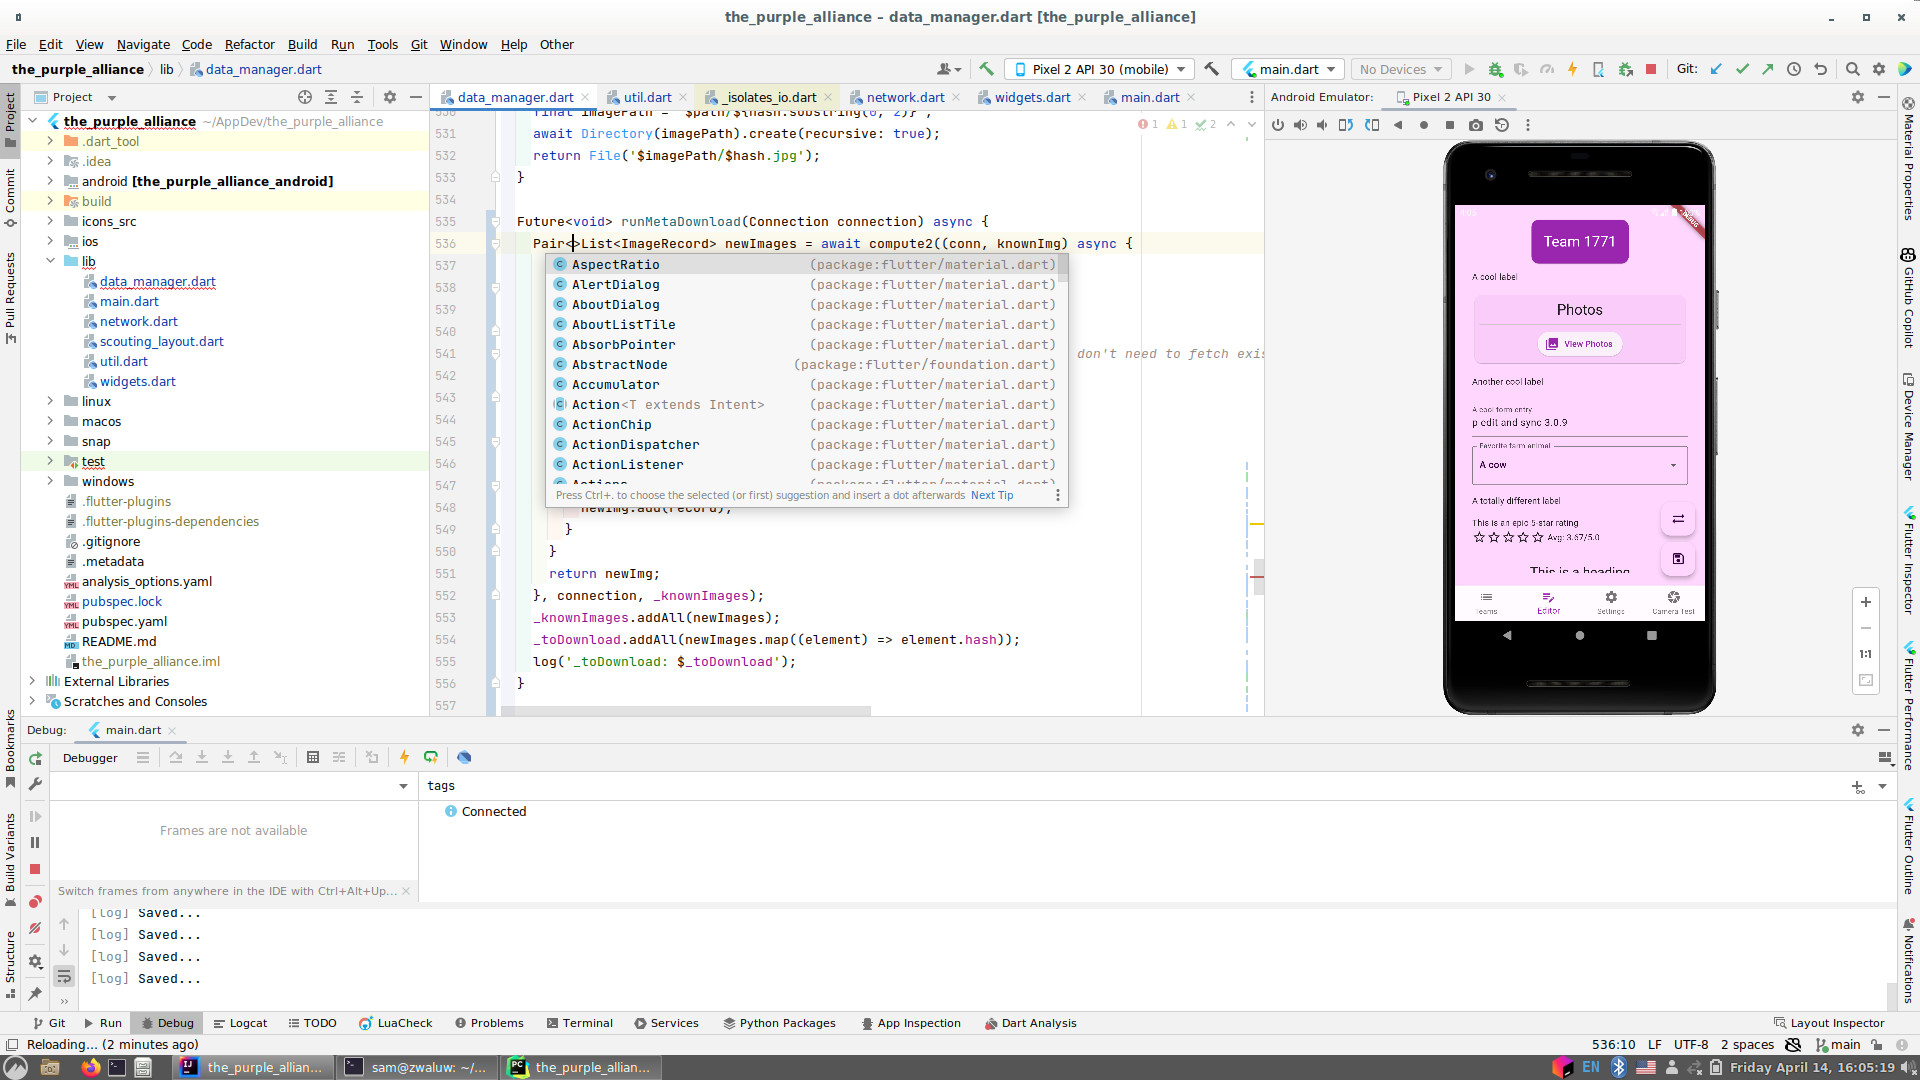 the_purple_alliance – data_manager.dart [the_purple_alliance]
File Edit View Navigate Code Refactor Build Run Tools Git Window Help Other
the_purple_alliance lib data_manager.dart Pixel 2 API 30 (mobile) main.dart No Devices Git:
Project
data_manager.dart util.dart _isolates_io.dart network.dart widgets.dart main.dart
Android Emulator: Pixel 2 API 30
the_purple_alliance ~/AppDev/the_purple_alliance
.dart_tool
.idea
android [the_purple_alliance_android]
build
icons_src
ios
lib
data_manager.dart
main.dart
network.dart
scouting_layout.dart
util.dart
widgets.dart
linux
macos
snap
test
windows
.flutter-plugins
.flutter-plugins-dependencies
.gitignore
.metadata
analysis_options.yaml
pubspec.lock
pubspec.yaml
README.md
the_purple_alliance.iml
External Libraries
Scratches and Consoles
1 1 2
530 final imagePath = '$path/${hash.substring(0, 2)}';
531 await Directory(imagePath).create(recursive: true);
532 return File('$imagePath/$hash.jpg');
533 }
534
535 Future<void> runMetaDownload(Connection connection) async {
536 Pair<>List<ImageRecord> newImages = await compute2((conn, knownImg) async {
537
538
539
540
541 don't need to fetch exis
542
543
544
545
546
547
548 newImg.add(record);
549 }
550 }
551 return newImg;
552 }, connection, _knownImages);
553 _knownImages.addAll(newImages);
554 _toDownload.addAll(newImages.map((element) => element.hash));
555 log('_toDownload: $_toDownload');
556 }
557
AspectRatio (package:flutter/material.dart)
AlertDialog (package:flutter/material.dart)
AboutDialog (package:flutter/material.dart)
AboutListTile (package:flutter/material.dart)
AbsorbPointer (package:flutter/material.dart)
AbstractNode (package:flutter/foundation.dart)
Accumulator (package:flutter/material.dart)
Action<T extends Intent> (package:flutter/material.dart)
ActionChip (package:flutter/material.dart)
ActionDispatcher (package:flutter/material.dart)
ActionListener (package:flutter/material.dart)
Actions (package:flutter/material.dart)
Press Ctrl+. to choose the selected (or first) suggestion and insert a dot afterwards Next Tip
Team 1771
A cool label
Photos
View Photos
Another cool label
A cool form entry
p edit and sync 3.0.9
Favorite farm animal
A cow
A totally different label
This is an epic 5-star rating
Avg: 3.67/5.0
This is a heading
Teams Editor Settings Camera Test
1:1
Project
Commit
Pull Requests
Bookmarks
Build Variants
Structure
Material Properties
GitHub Copilot
Device Manager
Flutter Inspector
Flutter Performance
Flutter Outline
Notifications
Debug: main.dart
Debugger
tags
Frames are not available
Connected
Switch frames from anywhere in the IDE with Ctrl+Alt+Up...
[log] Saved...
[log] Saved...
[log] Saved...
[log] Saved...
Git Run Debug Logcat TODO LuaCheck Problems Terminal Services Python Packages App Inspection Dart Analysis Layout Inspector
Reloading... (2 minutes ago) 536:10 LF UTF-8 2 spaces main
the_purple_allian... sam@zwaluw: ~/... the_purple_allian... EN Friday April 14, 16:05:19